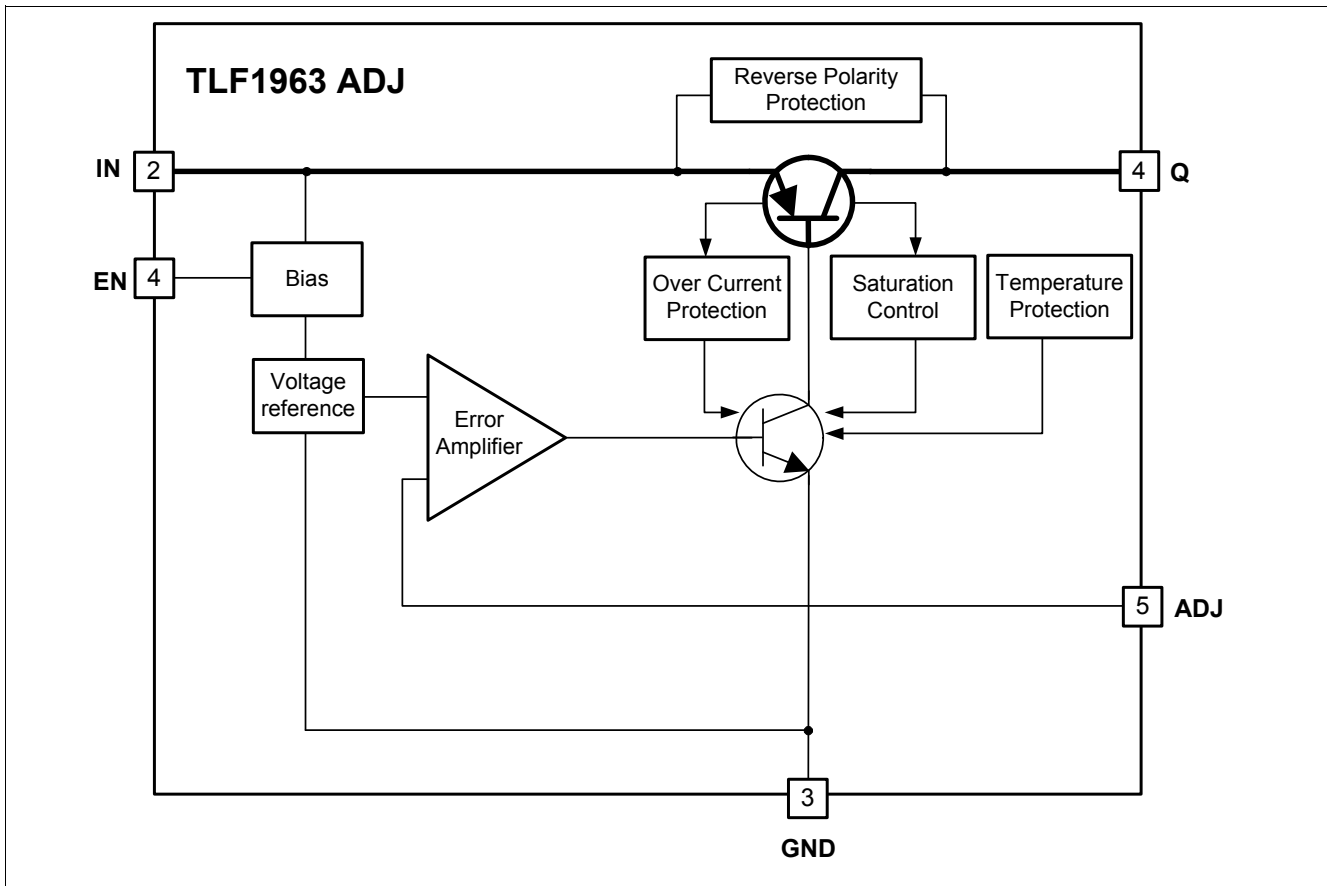 TLF1963 ADJ
Reverse Polarity
Protection
IN
2
4
Q
EN
4
Bias
Over Current
Protection
Saturation
Control
Temperature
Protection
Voltage
reference
Error
Amplifier
5
ADJ
3
GND